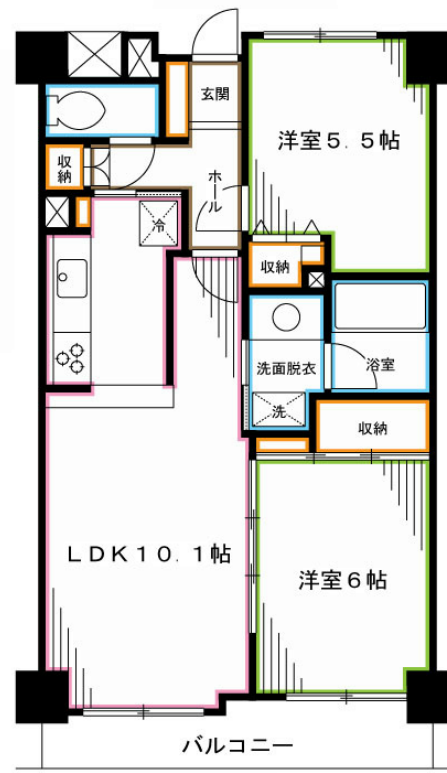 玄関
洋室5.5帖
収納
ホール
冷
収納
洗面脱衣
浴室
洗
収納
LDK10.1帖
洋室6帖
バルコニー